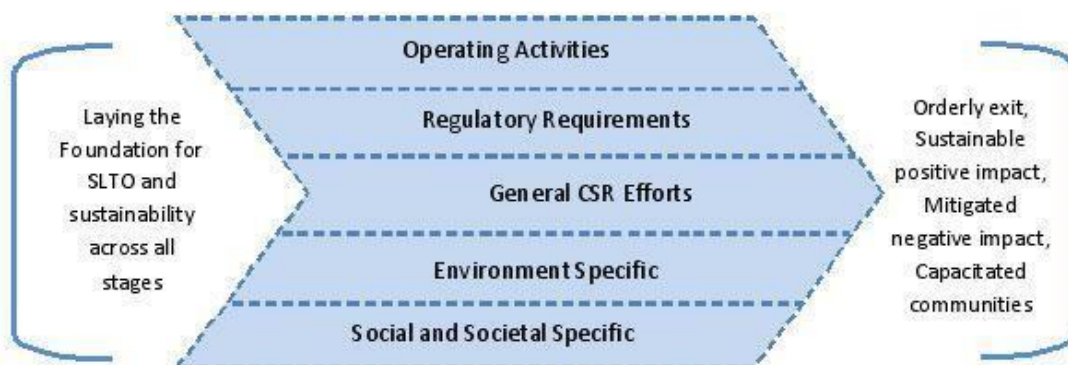 Laying the
Foundation for
SLTO and
sustainability
across all
stages
Operating Activities
Regulatory Requirements
General CSR Efforts
Environment Specific
Social and Societal Specific
Orderly exit,
Sustainable
positive impact,
Mitigated
negative impact,
Capacitated
communities